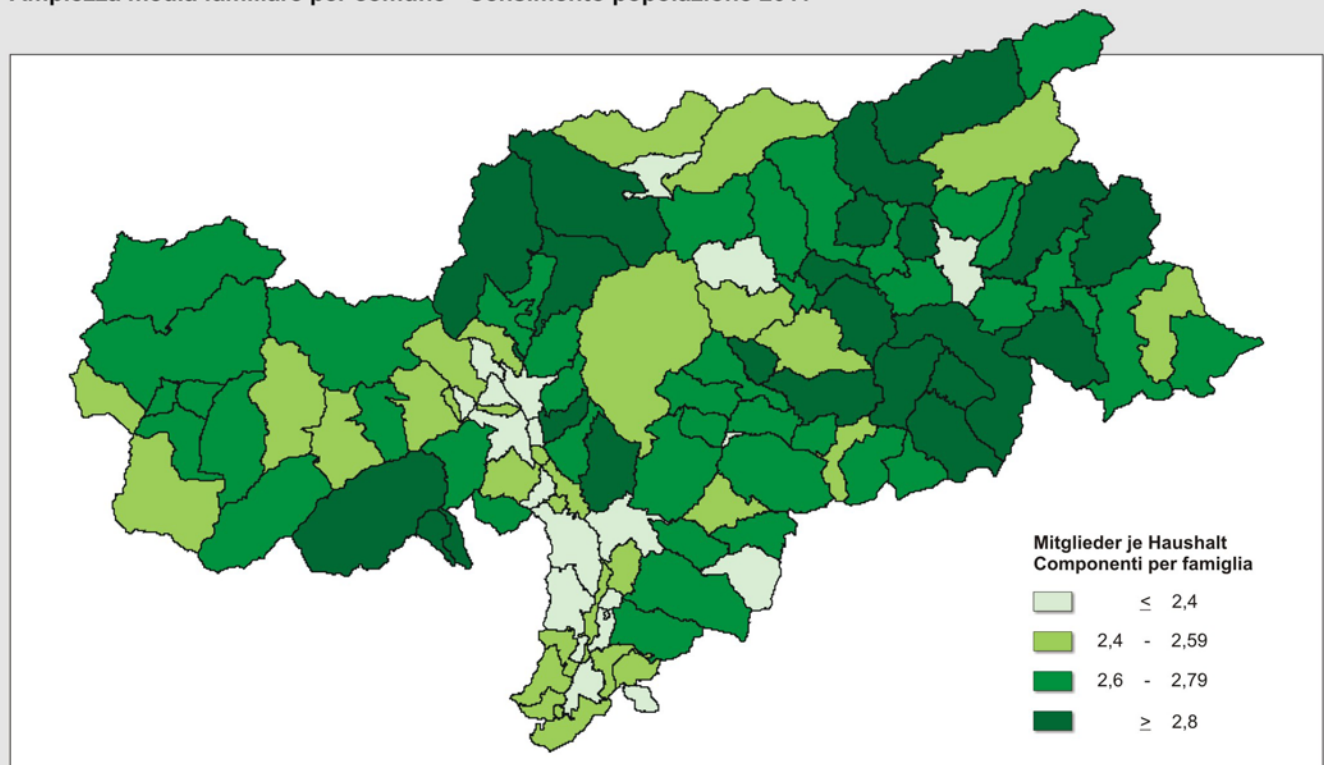 Mitglieder je Haushalt
Componenti per famiglia
≤ 2,4
2,4 - 2,59
2,6 - 2,79
≥ 2,8